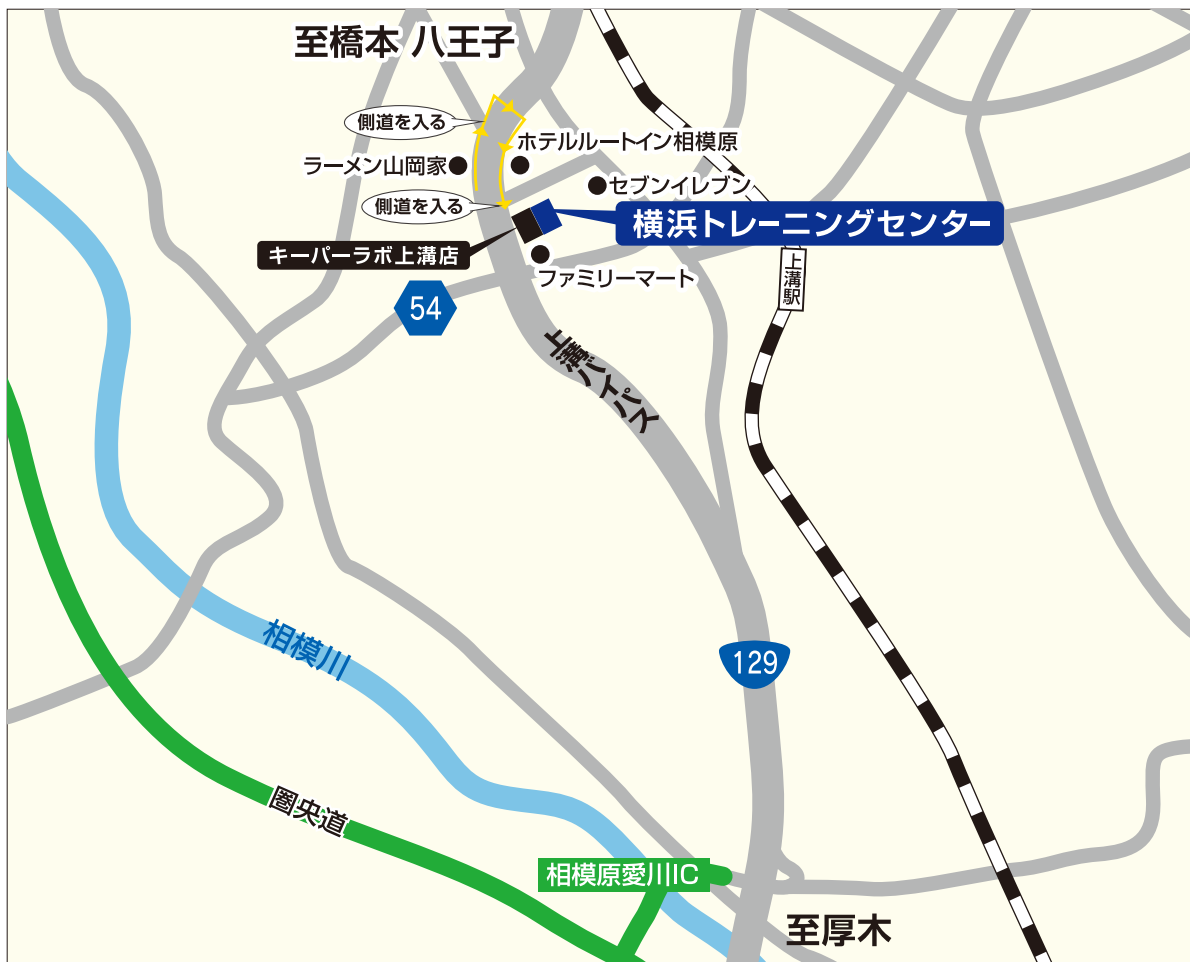 至橋本 八王子
側道を入る
ホテルルートイン相模原
ラーメン山岡家
セブンイレブン
側道を入る
横浜トレーニングセンター
キーパーラボ上溝店
ファミリーマート
上溝駅
54
上溝バイパス
相模川
129
圏央道
相模原愛川IC
至厚木